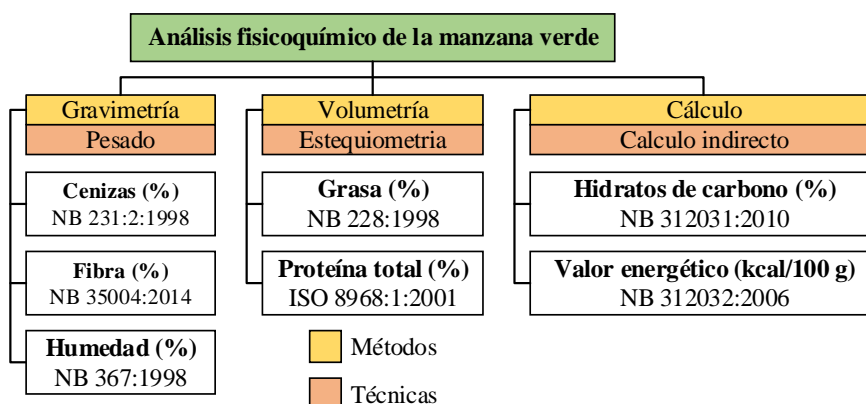 Análisis fisicoquímico de la manzana verde
Gravimetría
Pesado
Cenizas (%)
NB 231:2:1998
Fibra (%)
NB 35004:2014
Humedad (%)
NB 367:1998
Volumetría
Estequiometria
Grasa (%)
NB 228:1998
Proteína total (%)
ISO 8968:1:2001
Cálculo
Calculo indirecto
Hidratos de carbono (%)
NB 312031:2010
Valor energético (kcal/100 g)
NB 312032:2006
Métodos
Técnicas